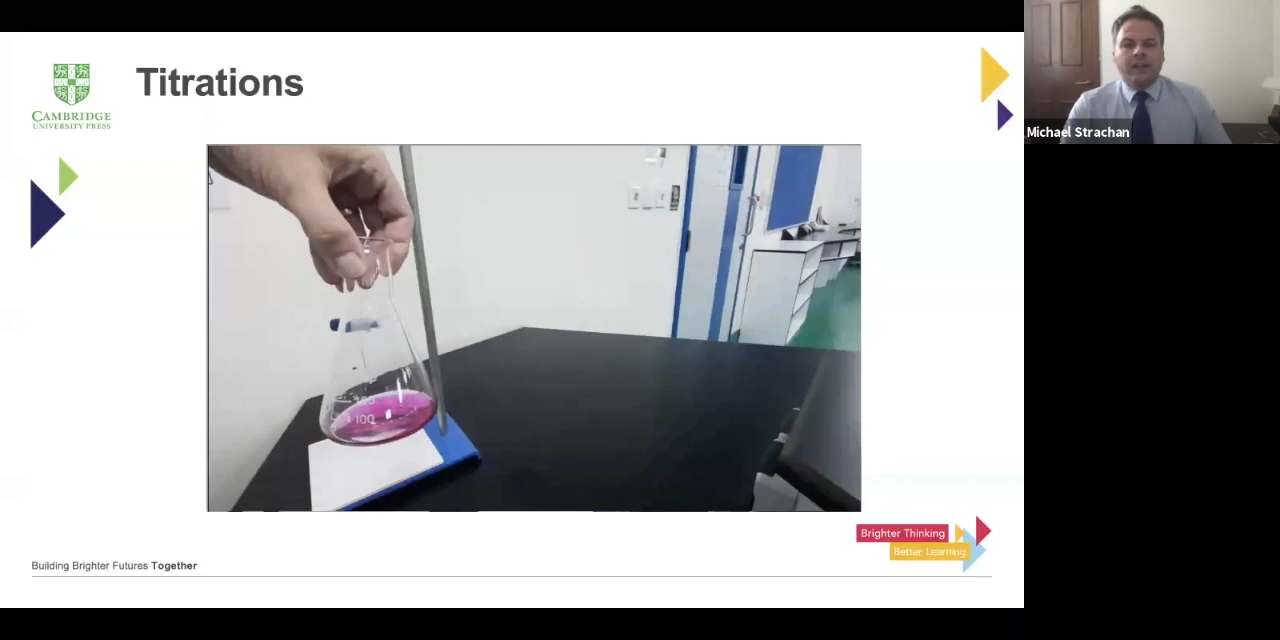 Titrations
CAMBRIDGE
UNIVERSITY PRESS
Michael Strachan
100
Brighter Thinking
Better Learning
Building Brighter Futures Together